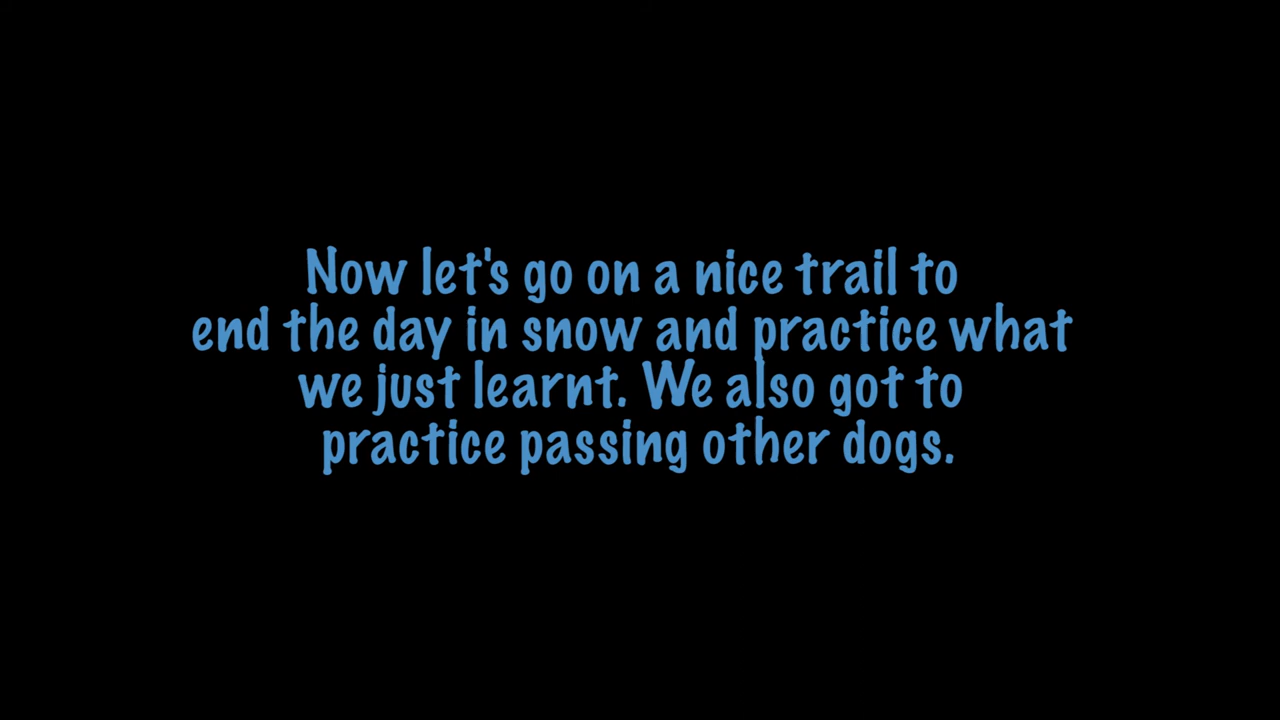 Now let's go on a nice trail to
end the day in snow and practice what
we just learnt. We also got to
practice passing other dogs.